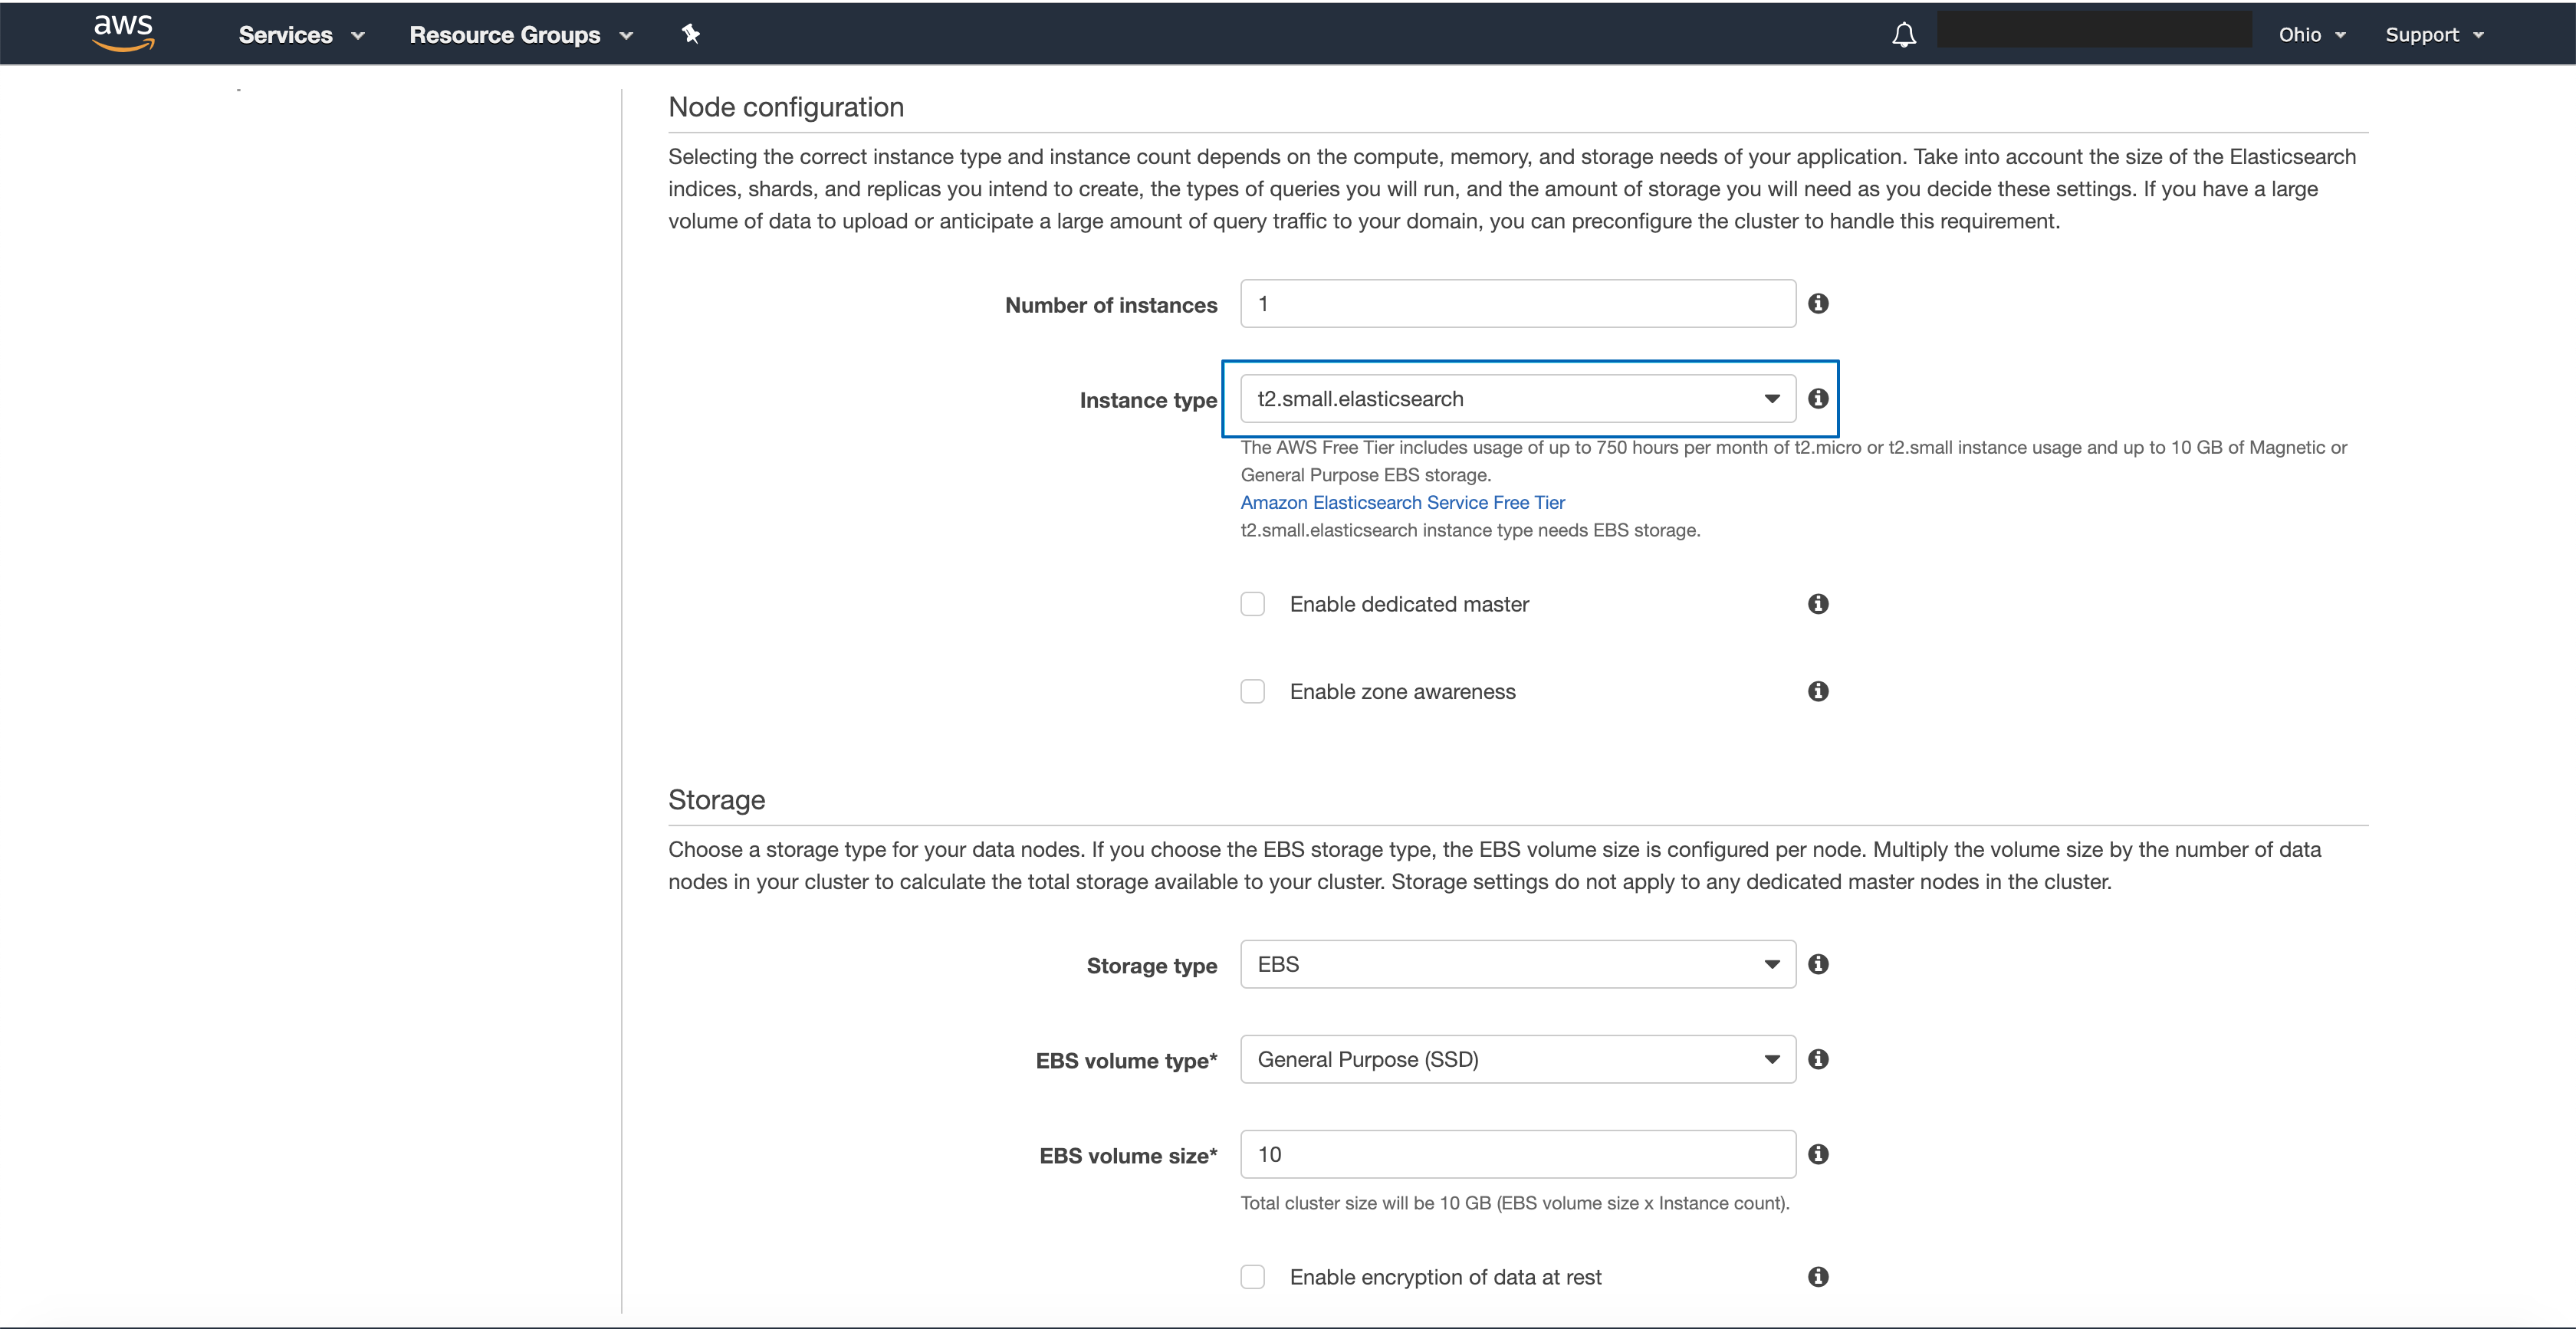 aws Services Resource Groups Ohio Support
Node configuration
Selecting the correct instance type and instance count depends on the compute, memory, and storage needs of your application. Take into account the size of the Elasticsearch
indices, shards, and replicas you intend to create, the types of queries you will run, and the amount of storage you will need as you decide these settings. If you have a large
volume of data to upload or anticipate a large amount of query traffic to your domain, you can preconfigure the cluster to handle this requirement.
Number of instances 1
Instance type t2.small.elasticsearch
The AWS Free Tier includes usage of up to 750 hours per month of t2.micro or t2.small instance usage and up to 10 GB of Magnetic or
General Purpose EBS storage.
Amazon Elasticsearch Service Free Tier
t2.small.elasticsearch instance type needs EBS storage.
Enable dedicated master
Enable zone awareness
Storage
Choose a storage type for your data nodes. If you choose the EBS storage type, the EBS volume size is configured per node. Multiply the volume size by the number of data
nodes in your cluster to calculate the total storage available to your cluster. Storage settings do not apply to any dedicated master nodes in the cluster.
Storage type EBS
EBS volume type* General Purpose (SSD)
EBS volume size* 10
Total cluster size will be 10 GB (EBS volume size x Instance count).
Enable encryption of data at rest